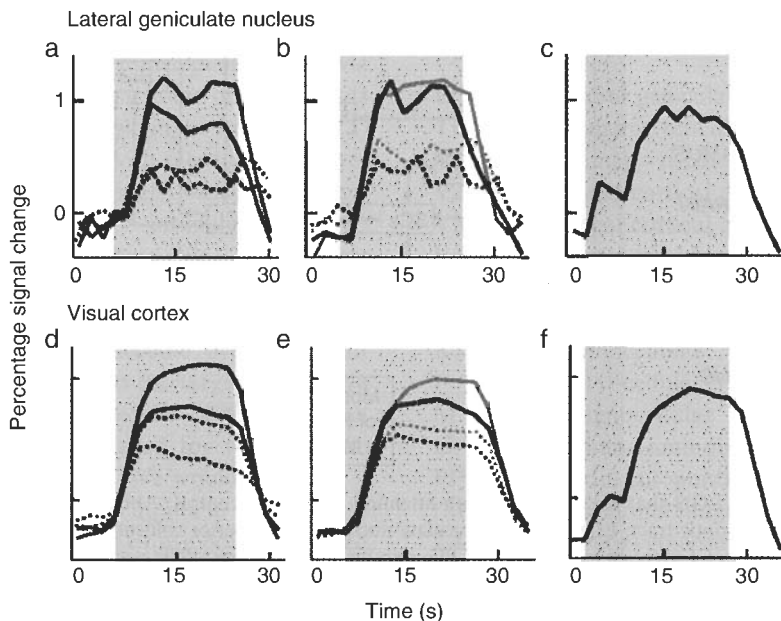 Lateral geniculate nucleus
a b c
1
0
0 15 30 0 15 30 0 15 30
Visual cortex
d e f
0 15 30 0 15 30 0 15 30
Percentage signal change
Time (s)